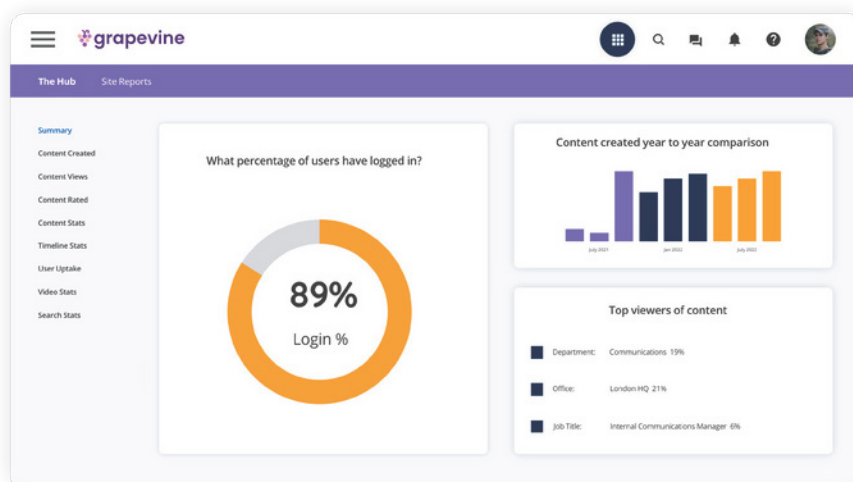 grapevine
The Hub Site Reports
Summary
Content Created
Content Views
Content Rated
Content Stats
Timeline Stats
User Uptake
Video Stats
Search Stats
What percentage of users have logged in?
89%
Login %
Content created year to year comparison
July 2021 Jan 2022 July 2022
Top viewers of content
Department: Communications 19%
Office: London HQ 21%
Job Title: Internal Communications Manager 6%